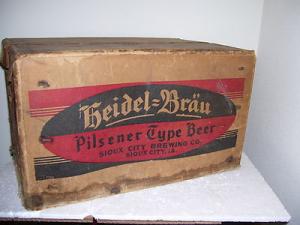 Heidel-Bräu
Pilsener Type Beer
SIOUX CITY BREWING CO.
SIOUX CITY, IA.